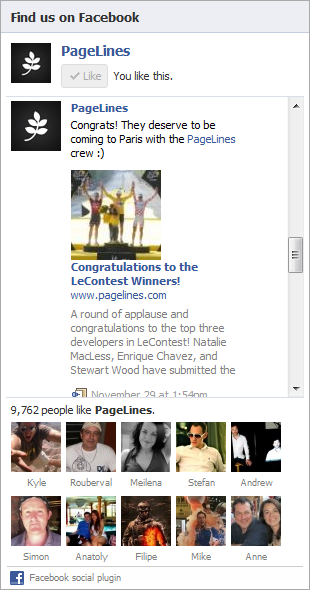 Find us on Facebook
PageLines
Like
You like this.
PageLines
Congrats! They deserve to be
coming to Paris with the PageLines
crew :)
Congratulations to the
LeContest Winners!
www.pagelines.com
A round of applause and
congratulations to the top three
developers in LeContest! Natalie
MacLess, Enrique Chavez, and
Stewart Wood have submitted the
November 29 at 1:54pm
9,762 people like PageLines.
Kyle Rouberval Meilena Stefan Andrew
Simon Anatoly Filipe Mike Anne
Facebook social plugin